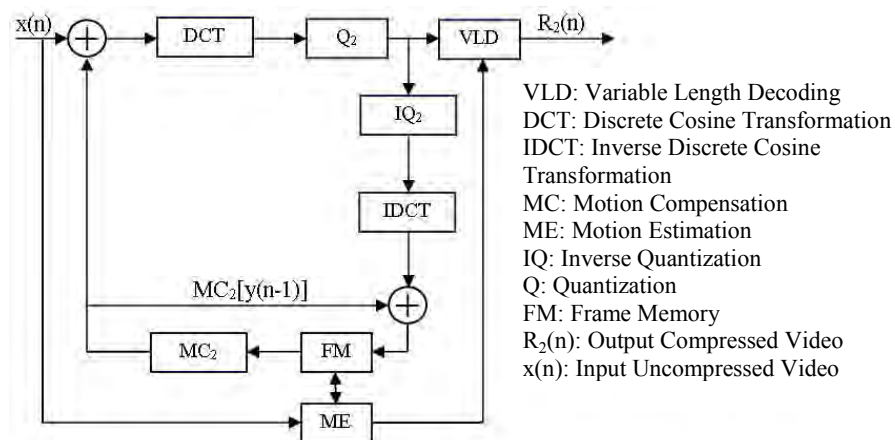 x(n)
DCT
Q2
VLD
R2(n)
IQ2
IDCT
MC2[y(n-1)]
MC2
FM
ME
VLD: Variable Length Decoding
DCT: Discrete Cosine Transformation
IDCT: Inverse Discrete Cosine
Transformation
MC: Motion Compensation
ME: Motion Estimation
IQ: Inverse Quantization
Q: Quantization
FM: Frame Memory
R2(n): Output Compressed Video
x(n): Input Uncompressed Video